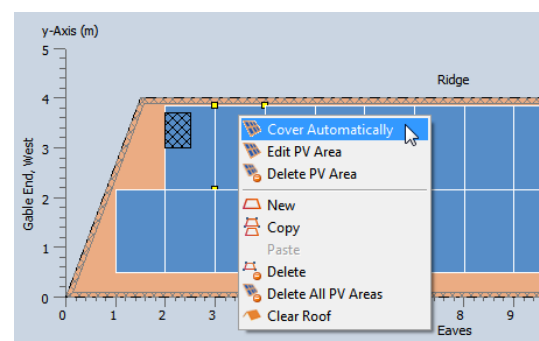 y-Axis (m)
5
Ridge
4
Cover Automatically
Edit PV Area
3
Delete PV Area
Gable End, West
2
New
Copy
1
Paste
Delete
0
Delete All PV Areas
0 1 2 3 8 9
Clear Roof
Eaves